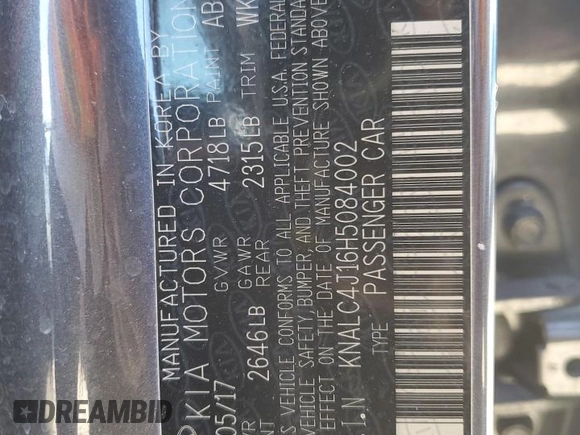 MANUFACTURED IN KOREA BY
KIA MOTORS CORPORATION
05/17 GVWR 4718LB PAINT AB
GAWR
2646LB REAR 2315LB TRIM WK
S VEHICLE CONFORMS TO ALL APPLICABLE U.S.A. FEDERAL
VEHICLE SAFETY, BUMPER, AND THEFT PREVENTION STANDA
EFFECT ON THE DATE OF MANUFACTURE SHOWN ABOVE
I.N KNALC4J16H5084002
TYPE PASSENGER CAR
DREAMBID